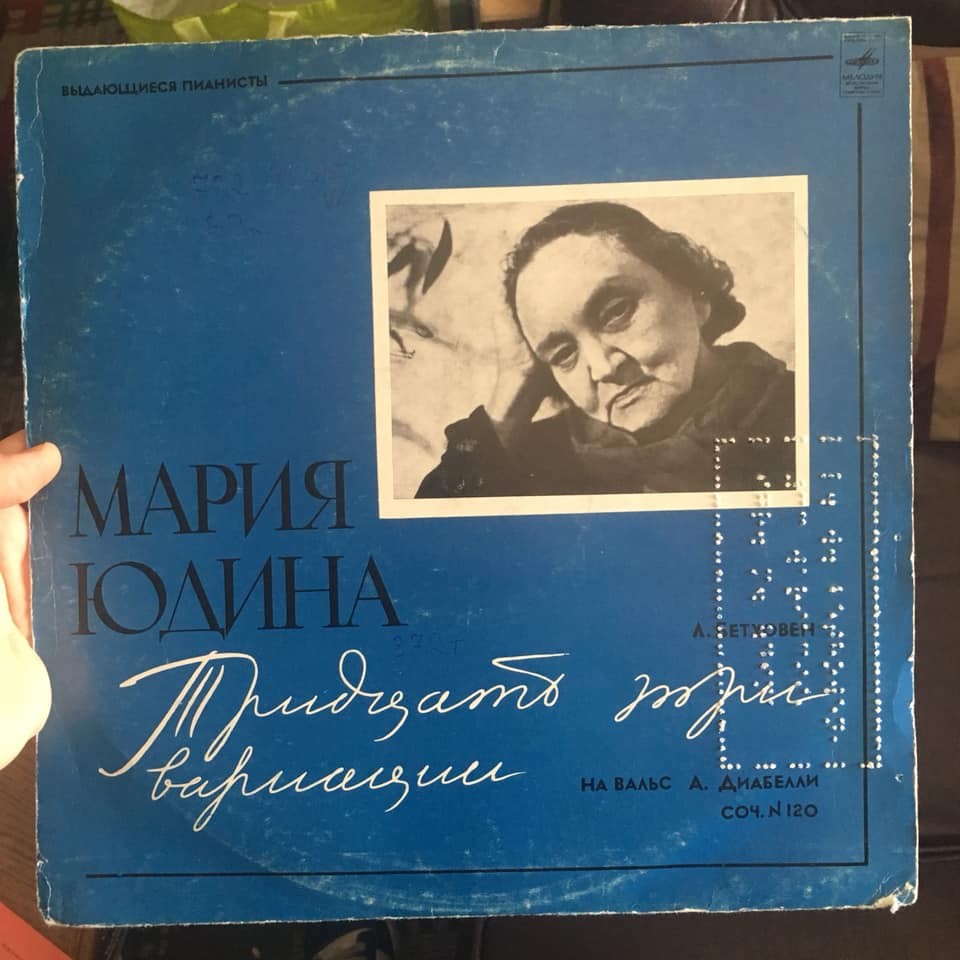 ВЫДАЮЩИЕСЯ ПИАНИСТЫ
МЕЛОДИЯ
МАРИЯ
ЮДИНА
Л. БЕТХОВЕН
Тридцать три
вариации
НА ВАЛЬС А. ДИАБЕЛЛИ
СОЧ. N 120